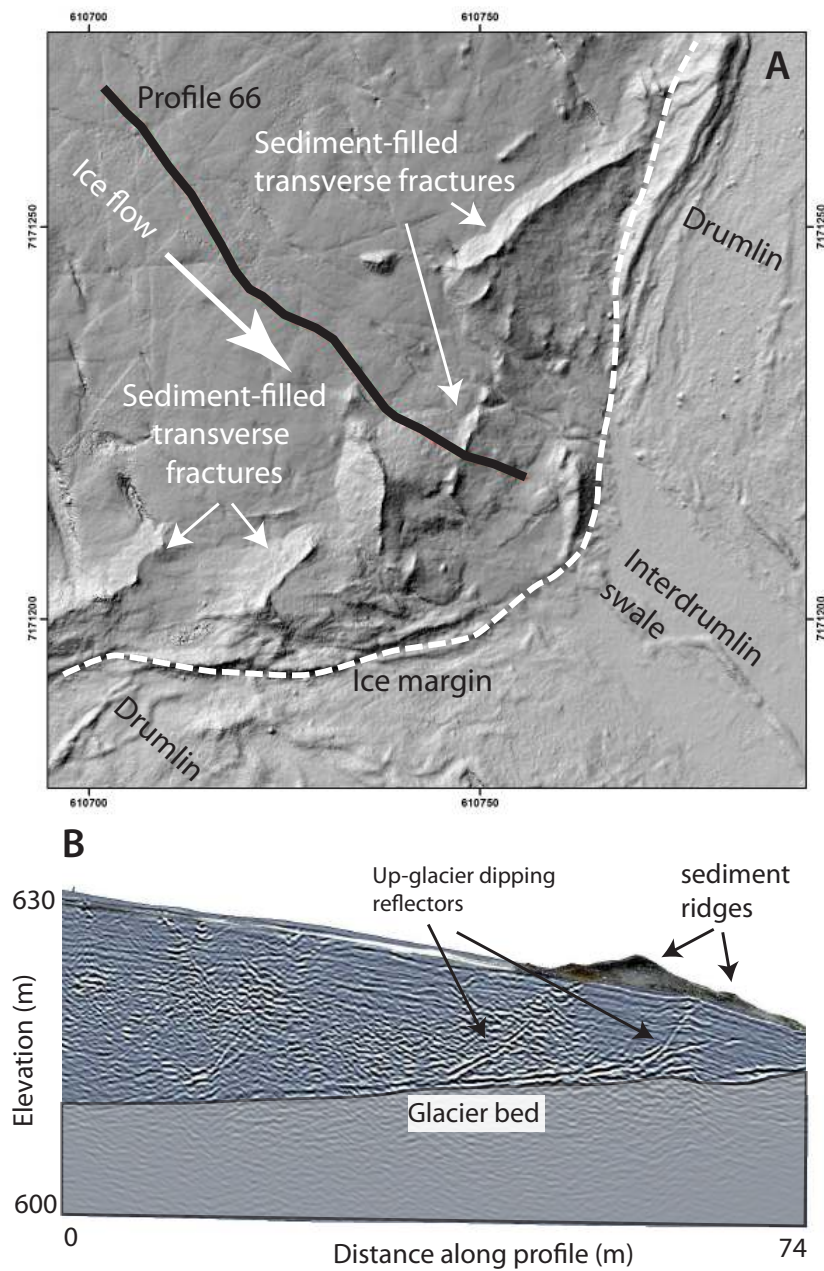 610700
610750
A
Profile 66
Sediment-filled
transverse fractures
Ice flow
7171250
7171250
Drumlin
Sediment-filled
transverse
fractures
Interdrumlin
swale
7171200
7171200
Ice margin
Drumlin
610700
610750
B
Up-glacier dipping
reflectors
sediment
ridges
630
Elevation (m)
Glacier bed
600
0
74
Distance along profile (m)